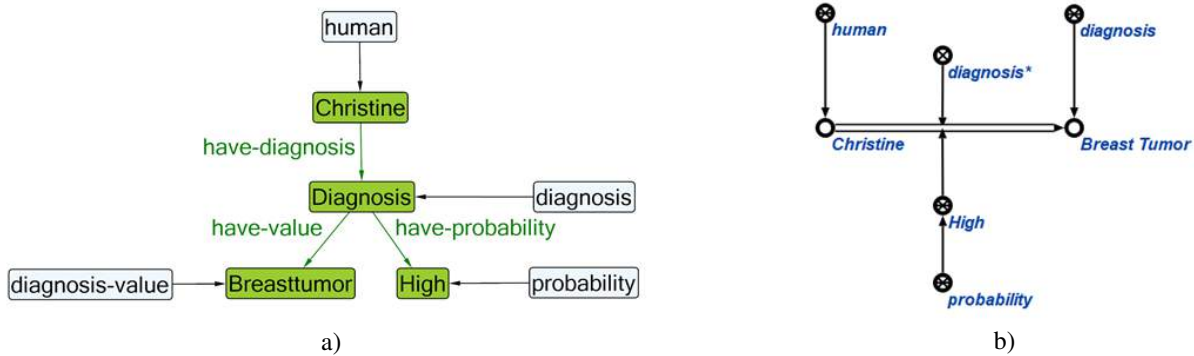 human
Christine
have-diagnosis
Diagnosis
diagnosis
have-value
have-probability
diagnosis-value
Breasttumor
High
probability
a)
human
diagnosis
diagnosis*
Christine
Breast Tumor
High
probability
b)